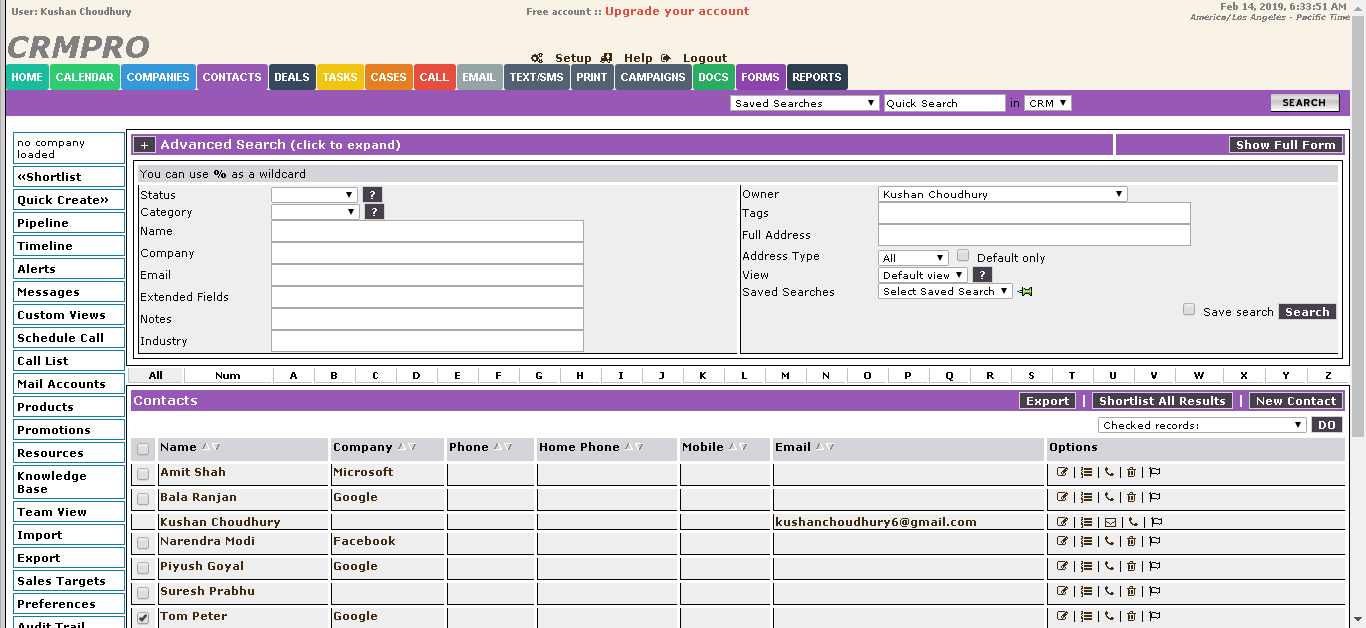 User: Kushan Choudhury
Free account :: Upgrade your account
Feb 14, 2019, 6:33:51 AM
America/Los Angeles - Pacific Time
CRMPRO
Setup Help Logout
HOME CALENDAR COMPANIES CONTACTS DEALS TASKS CASES CALL EMAIL TEXT/SMS PRINT CAMPAIGNS DOCS FORMS REPORTS
Saved Searches Quick Search in CRM SEARCH
no company
loaded
«Shortlist
Quick Create»
Pipeline
Timeline
Alerts
Messages
Custom Views
Schedule Call
Call List
Mail Accounts
Products
Promotions
Resources
Knowledge
Base
Team View
Import
Export
Sales Targets
Preferences
Audit Trail
+ Advanced Search (click to expand) Show Full Form
You can use % as a wildcard
Status ?
Category ?
Name
Company
Email
Extended Fields
Notes
Industry
Owner Kushan Choudhury
Tags
Full Address
Address Type All Default only
View Default view ?
Saved Searches Select Saved Search
Save search Search
All Num A B C D E F G H I J K L M N O P Q R S T U V W X Y Z
Contacts Export | Shortlist All Results | New Contact
Checked records: DO
Name Company Phone Home Phone Mobile Email Options
Amit Shah Microsoft
Bala Ranjan Google
Kushan Choudhury kushanchoudhury6@gmail.com
Narendra Modi Facebook
Piyush Goyal Google
Suresh Prabhu
Tom Peter Google